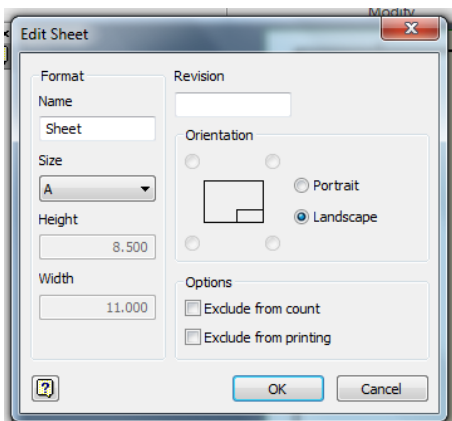 Modify
Edit Sheet
Format
Name
Sheet
Size
A
Height
8.500
Width
11.000
Revision
Orientation
Portrait
Landscape
Options
Exclude from count
Exclude from printing
OK
Cancel